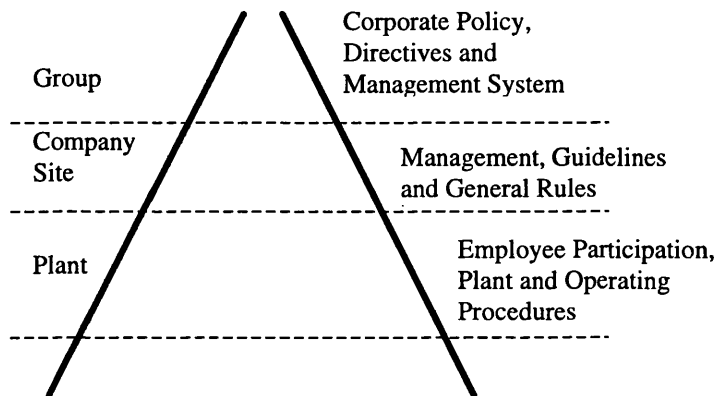 Corporate Policy,
Directives and
Management System
Group
Company
Site
Management, Guidelines
and General Rules
Plant
Employee Participation,
Plant and Operating
Procedures